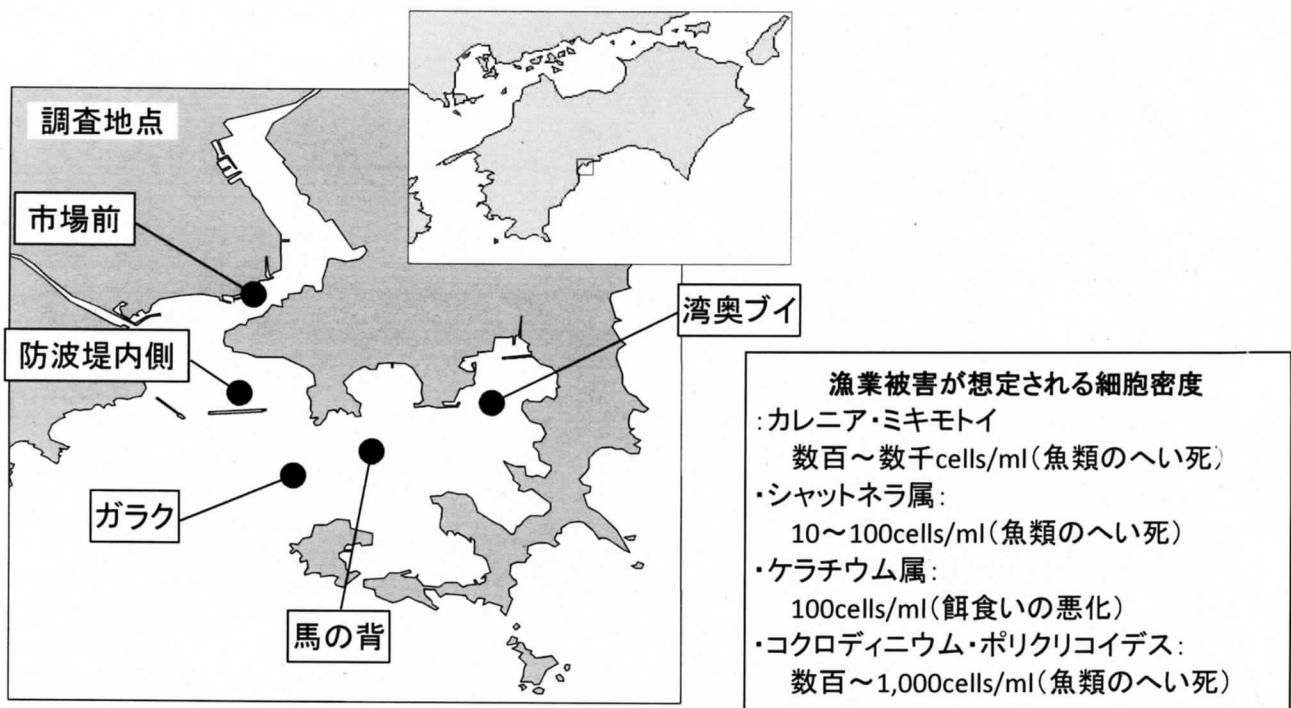 調査地点
市場前
防波堤内側
ガラク
馬の背
湾奥ブイ
漁業被害が想定される細胞密度
:カレニア・ミキモトイ
数百～数千cells/ml(魚類のへい死)
・シャットネラ属:
10～100cells/ml(魚類のへい死)
・ケラチウム属:
100cells/ml(餌食いの悪化)
・コクロディニウム・ポリクリコイデス:
数百～1,000cells/ml(魚類のへい死)